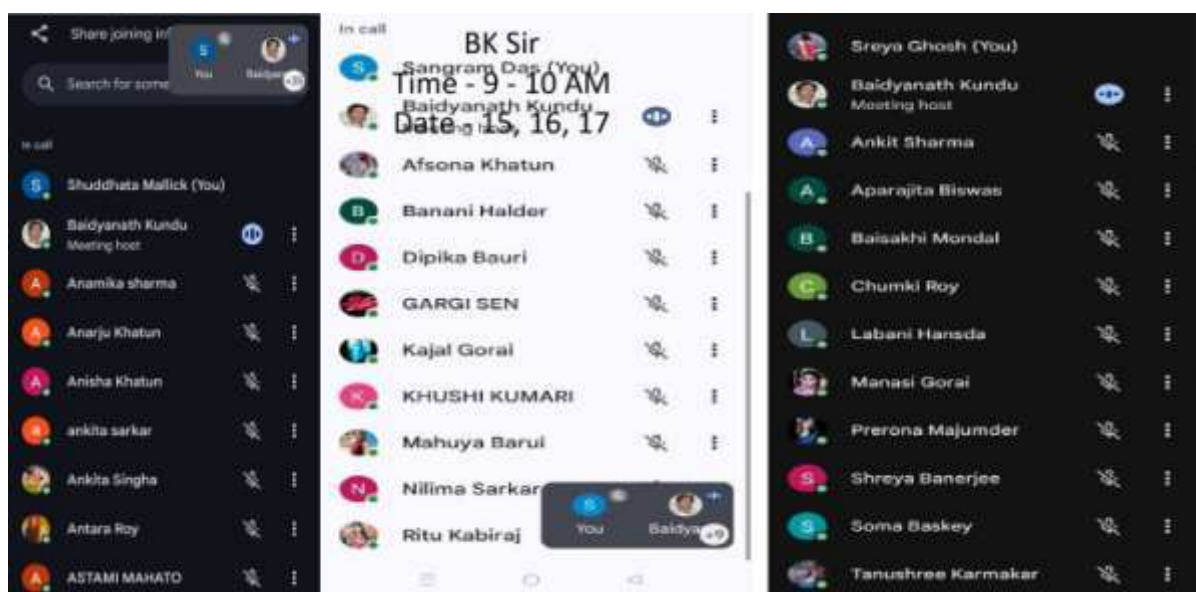 Share joining in
Search for some
You
+39
In call
Shuddhata Mallick (You)
Baidyanath Kundu
Meeting host
Anamika sharma
Anarju Khatun
Anisha Khatun
ankita sarkar
Ankita Singha
Antara Roy
ASTAMI MAHATO
In call
BK Sir
Time - 9 - 10 AM
Date - 15, 16, 17
Sangram Das (You)
Baidyanath Kundu
Afsona Khatun
Banani Halder
Dipika Bauri
GARGI SEN
Kajal Gorai
KHUSHI KUMARI
Mahuya Barui
Nilima Sarkar
Ritu Kabiraj
You
Baidya
+9
Sreya Ghosh (You)
Baidyanath Kundu
Meeting host
Ankit Sharma
Aparajita Biswas
Baisakhi Mondal
Chumki Roy
Labani Hansda
Manasi Gorai
Prerona Majumder
Shreya Banerjee
Soma Baskey
Tanushree Karmakar